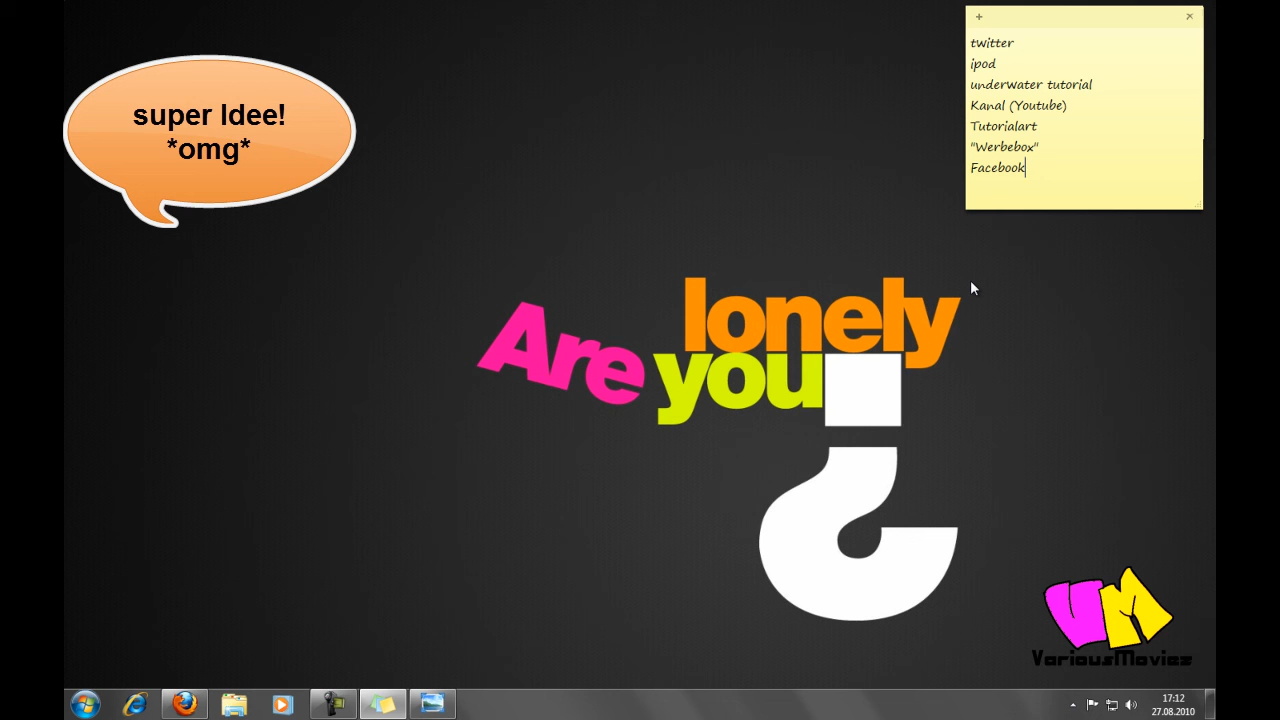 super Idee!
*omg*
+ ×
twitter
ipod
underwater tutorial
Kanal (Youtube)
Tutorialart
"Werbebox"
Facebook
lonely
Are you
¿
VM
VariousMovies
17:12
27.08.2010